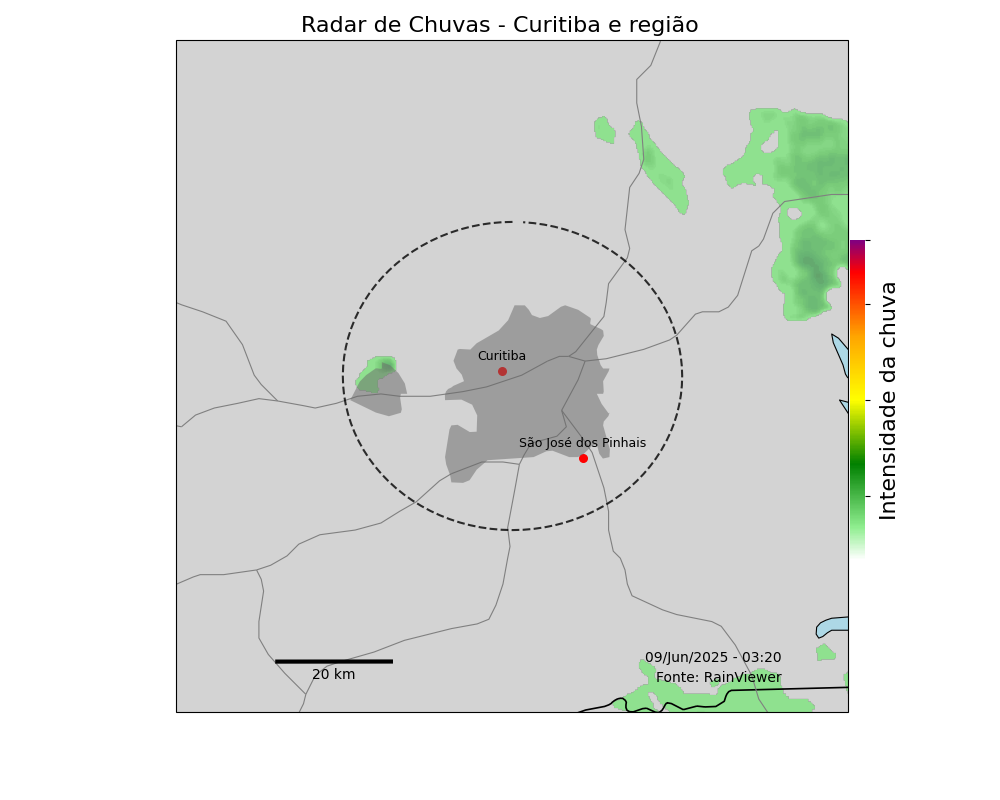 Radar de Chuvas - Curitiba e região
Curitiba
São José dos Pinhais
Intensidade da chuva
09/Jun/2025 - 03:20
Fonte: RainViewer
20 km